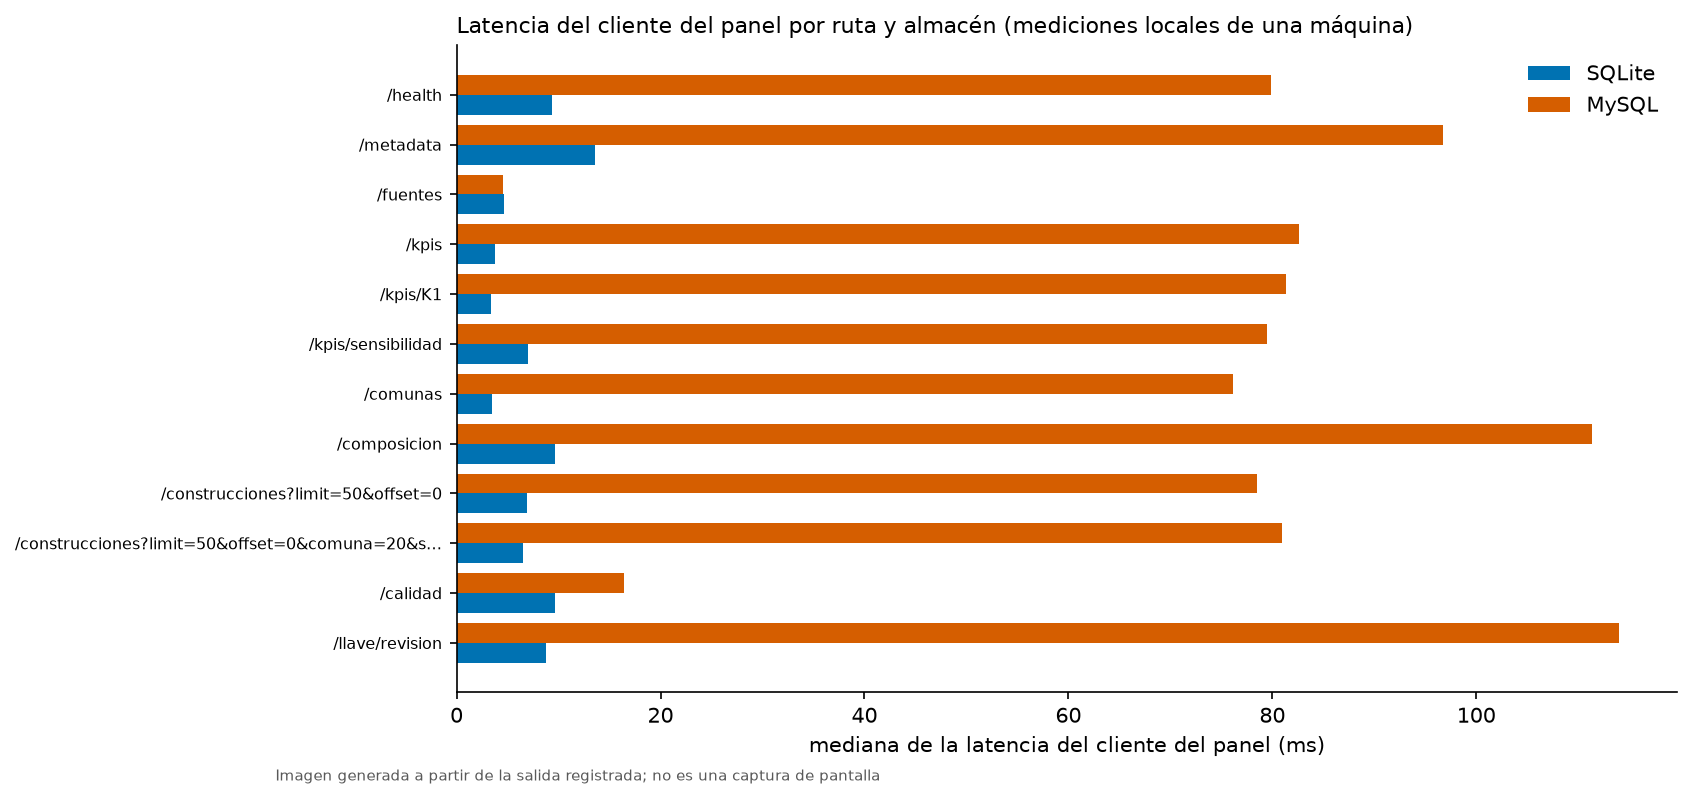 Latencia del cliente del panel por ruta y almacén (mediciones locales de una máquina)
SQLite
MySQL
/health
/metadata
/fuentes
/kpis
/kpis/K1
/kpis/sensibilidad
/comunas
/composicion
/construcciones?limit=50&offset=0
/construcciones?limit=50&offset=0&comuna=20&s…
/calidad
/llave/revision
0 20 40 60 80 100
mediana de la latencia del cliente del panel (ms)
Imagen generada a partir de la salida registrada; no es una captura de pantalla